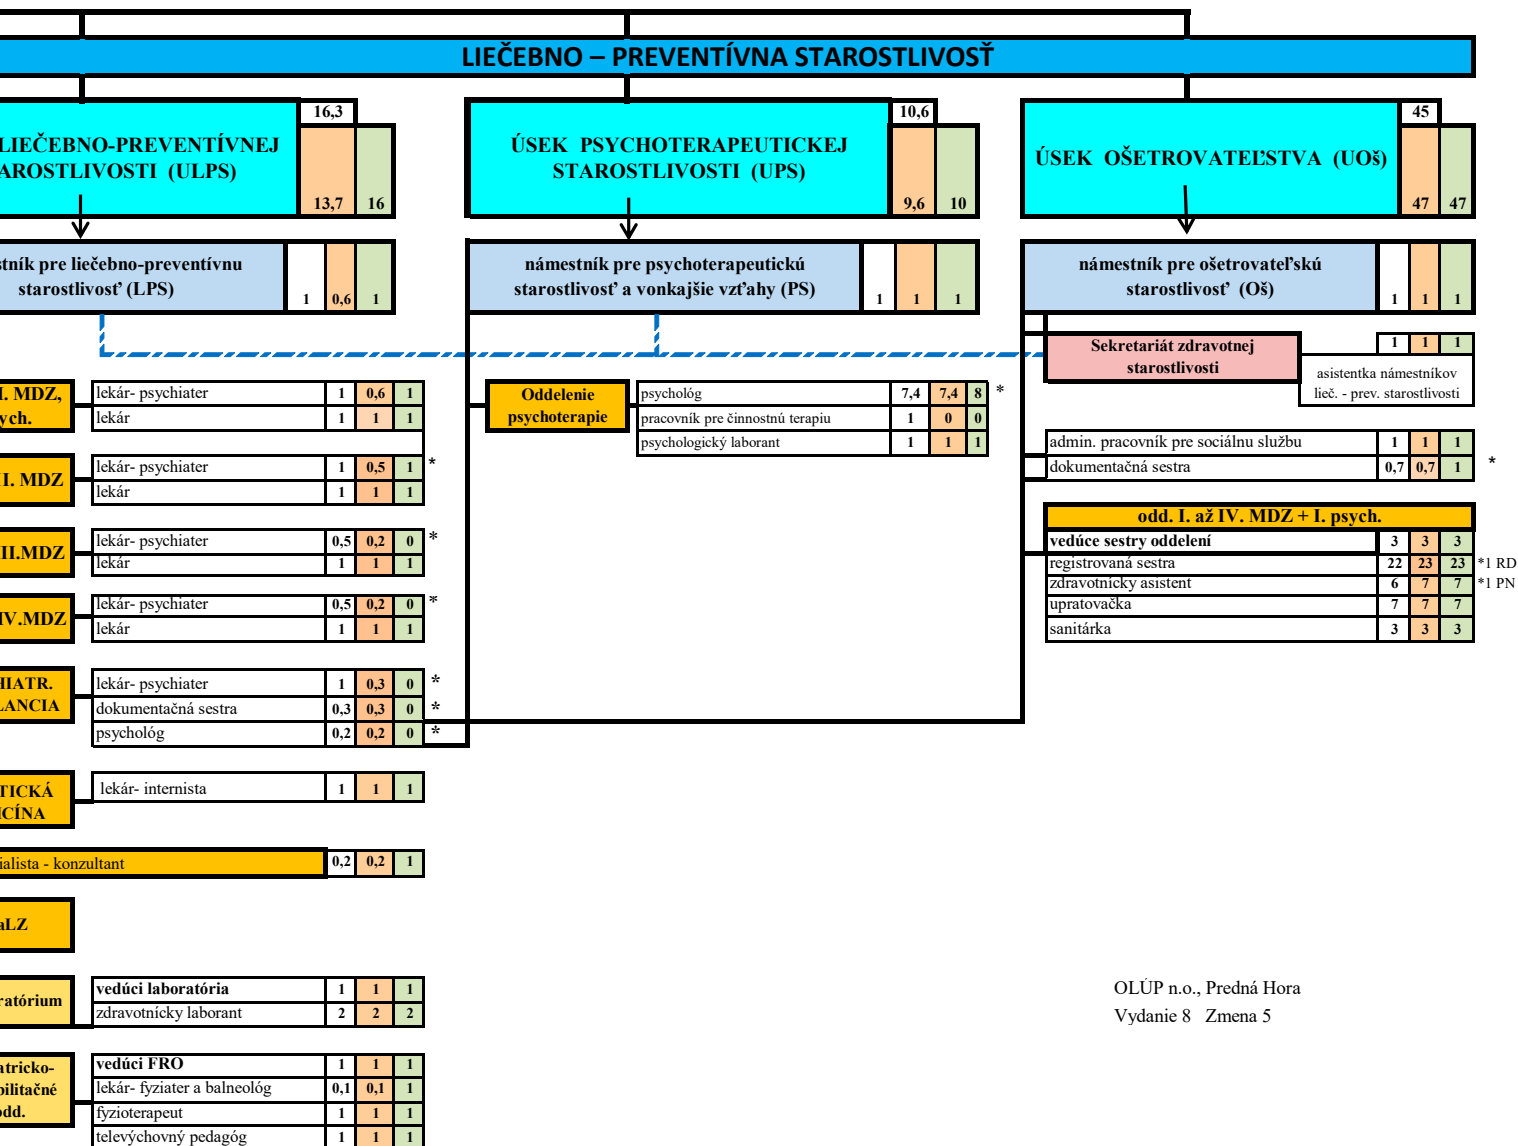 LIEČEBNO – PREVENTÍVNA STAROSTLIVOSŤ
16,3
LIEČEBNO-PREVENTÍVNEJ
AROSTLIVOSTI (ULPS)
13,7 16
10,6
ÚSEK PSYCHOTERAPEUTICKEJ
STAROSTLIVOSTI (UPS)
9,6 10
45
ÚSEK OŠETROVATEĽSTVA (UOš)
47 47
stník pre liečebno-preventívnu
starostlivosť (LPS)
1 0,6 1
námestník pre psychoterapeutickú
starostlivosť a vonkajšie vzťahy (PS)
1 1 1
námestník pre ošetrovateľskú
starostlivosť (Oš)
1 1 1
Sekretariát zdravotnej
starostlivosti
1 1 1
asistentka námestníkov
lieč. - prev. starostlivosti
I. MDZ,
ych.
lekár- psychiater 1 0,6 1
lekár 1 1 1
Oddelenie
psychoterapie
psychológ 7,4 7,4 8 *
pracovník pre činnostnú terapiu 1 0 0
psychologický laborant 1 1 1
admin. pracovník pre sociálnu službu 1 1 1
dokumentačná sestra 0,7 0,7 1 *
II. MDZ
lekár- psychiater 1 0,5 1 *
lekár 1 1 1
odd. I. až IV. MDZ + I. psych.
vedúce sestry oddelení 3 3 3
registrovaná sestra 22 23 23 *1 RD
zdravotnícky asistent 6 7 7 *1 PN
upratovačka 7 7 7
sanitárka 3 3 3
II.MDZ
lekár- psychiater 0,5 0,2 0 *
lekár 1 1 1
IV.MDZ
lekár- psychiater 0,5 0,2 0 *
lekár 1 1 1
HIATR.
LANCIA
lekár- psychiater 1 0,3 0 *
dokumentačná sestra 0,3 0,3 0 *
psychológ 0,2 0,2 0 *
TICKÁ
ICÍNA
lekár- internista 1 1 1
ialista - konzultant 0,2 0,2 1
aLZ
ratórium
vedúci laboratória 1 1 1
zdravotnícky laborant 2 2 2
OLÚP n.o., Predná Hora
Vydanie 8 Zmena 5
atricko-
bilitačné
odd.
vedúci FRO 1 1 1
lekár- fyziater a balneológ 0,1 0,1 1
fyzioterapeut 1 1 1
televýchovný pedagóg 1 1 1